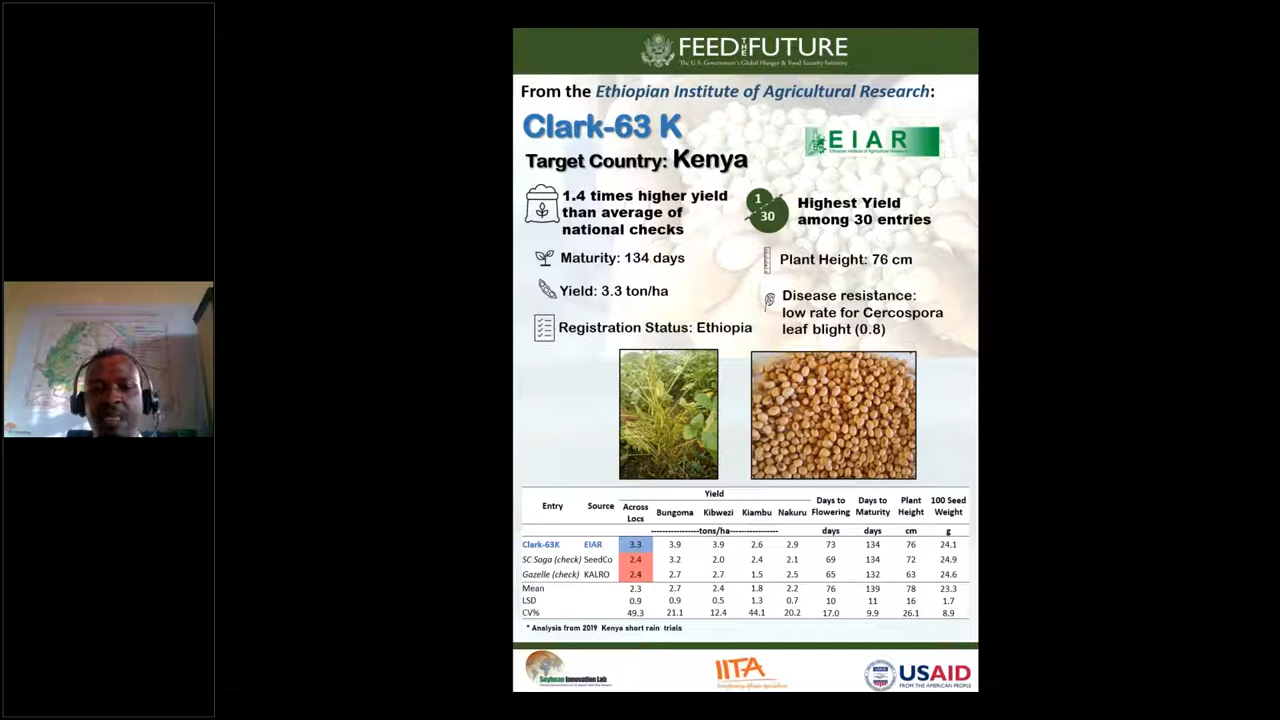 FEED THE FUTURE
The U.S. Government's Global Hunger & Food Security Initiative
From the Ethiopian Institute of Agricultural Research:
Clark-63 K
EIAR
Ethiopian Institute of Agricultural Research
Target Country: Kenya
1.4 times higher yield
than average of
national checks
1
30
Highest Yield
among 30 entries
Maturity: 134 days
Plant Height: 76 cm
Yield: 3.3 ton/ha
Disease resistance:
low rate for Cercospora
leaf blight (0.8)
Registration Status: Ethiopia
Yield
Entry Source Across Locs Bungoma Kibwezi Kiambu Nakuru Days to Flowering Days to Maturity Plant Height 100 Seed Weight
----------------tons/ha---------------- days days cm g
Clark-63K EIAR 3.3 3.9 3.9 2.6 2.9 73 134 76 24.1
SC Saga (check) SeedCo 2.4 3.2 2.0 2.4 2.1 69 134 72 24.9
Gazelle (check) KALRO 2.4 2.7 2.7 1.5 2.5 65 132 63 24.6
Mean 2.3 2.7 2.4 1.8 2.2 76 139 78 23.3
LSD 0.9 0.9 0.5 1.3 0.7 10 11 16 1.7
CV% 49.3 21.1 12.4 44.1 20.2 17.0 9.9 26.1 8.9
* Analysis from 2019 Kenya short rain trials
Soybean Innovation Lab
IITA
Transforming African Agriculture
USAID
FROM THE AMERICAN PEOPLE